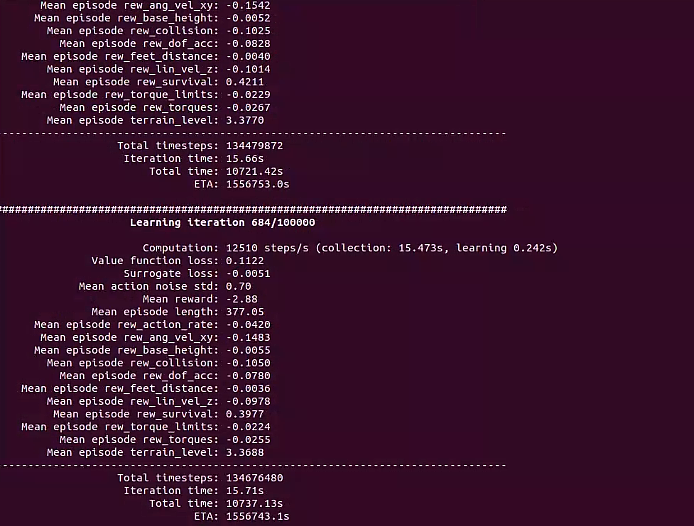 Mean episode rew_ang_vel_xy: -0.1542
Mean episode rew_base_height: -0.0052
Mean episode rew_collision: -0.1025
Mean episode rew_dof_acc: -0.0828
Mean episode rew_feet_distance: -0.0040
Mean episode rew_lin_vel_z: -0.1014
Mean episode rew_survival: 0.4211
Mean episode rew_torque_limits: -0.0229
Mean episode rew_torques: -0.0267
Mean episode terrain_level: 3.3770
--------------------------------------------------------------------------------
Total timesteps: 134479872
Iteration time: 15.66s
Total time: 10721.42s
ETA: 1556753.0s
################################################################################
Learning iteration 684/100000
Computation: 12510 steps/s (collection: 15.473s, learning 0.242s)
Value function loss: 0.1122
Surrogate loss: -0.0051
Mean action noise std: 0.70
Mean reward: -2.88
Mean episode length: 377.05
Mean episode rew_action_rate: -0.0420
Mean episode rew_ang_vel_xy: -0.1483
Mean episode rew_base_height: -0.0055
Mean episode rew_collision: -0.1050
Mean episode rew_dof_acc: -0.0780
Mean episode rew_feet_distance: -0.0036
Mean episode rew_lin_vel_z: -0.0978
Mean episode rew_survival: 0.3977
Mean episode rew_torque_limits: -0.0224
Mean episode rew_torques: -0.0255
Mean episode terrain_level: 3.3688
--------------------------------------------------------------------------------
Total timesteps: 134676480
Iteration time: 15.71s
Total time: 10737.13s
ETA: 1556743.1s